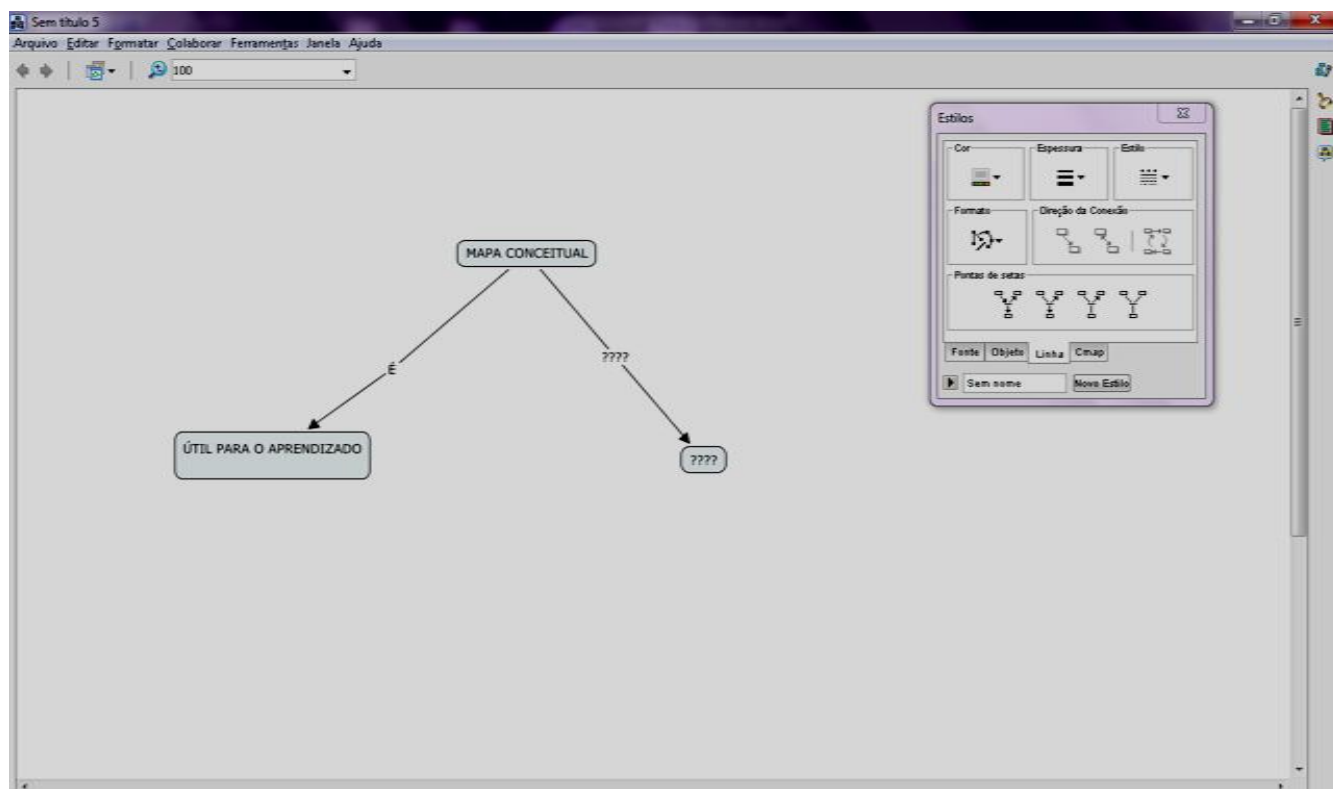 Sem título 5
Arquivo Editar Formatar Colaborar Ferramentas Janela Ajuda
100
Estilos
Cor Espessura Estilo
Formato Direção da Conexão
Pontas de setas
Fonte Objeto Linha Cmap
Sem nome Novo Estilo
MAPA CONCEITUAL
É
????
ÚTIL PARA O APRENDIZADO
????